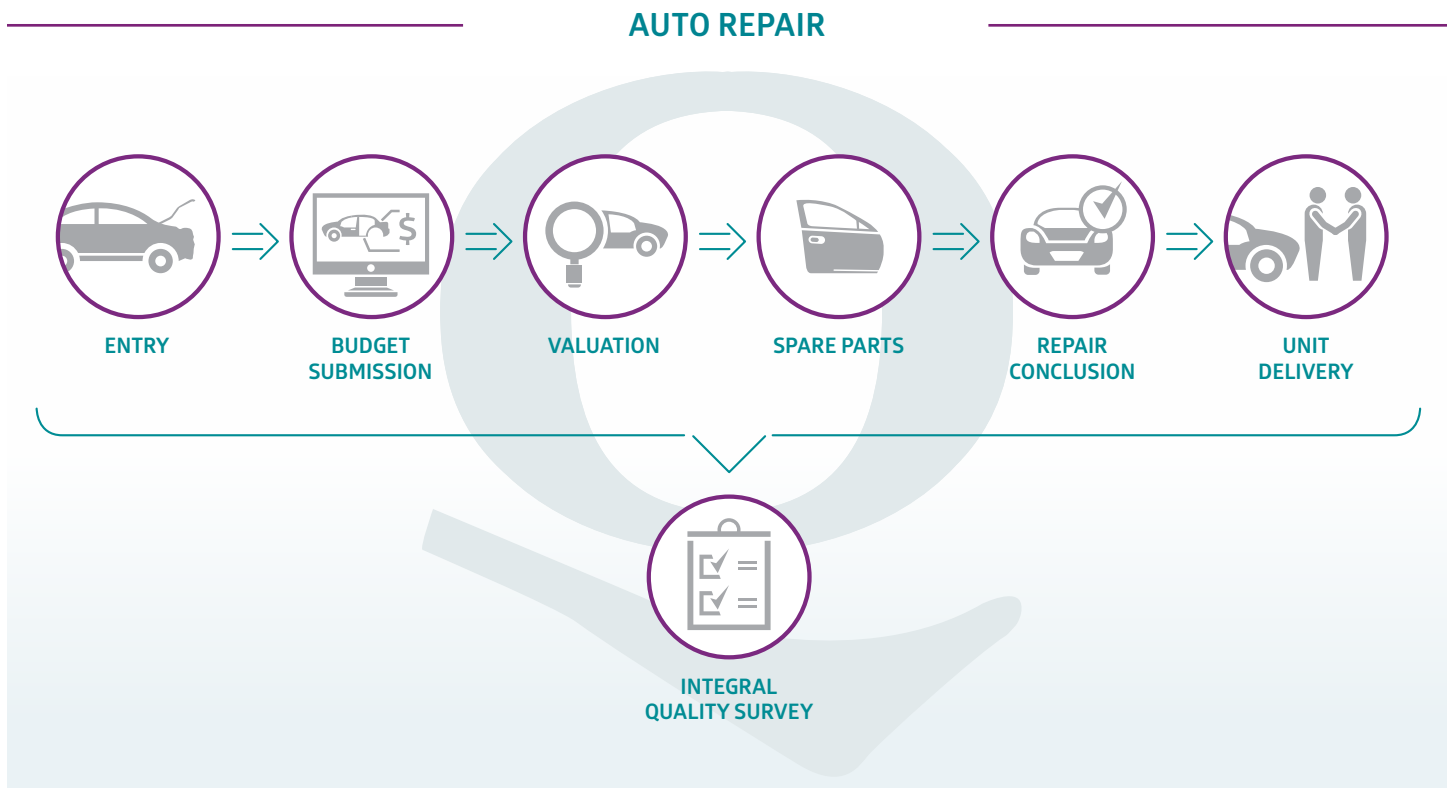 AUTO REPAIR
ENTRY
BUDGET
SUBMISSION
VALUATION
SPARE PARTS
REPAIR
CONCLUSION
UNIT
DELIVERY
$
Q
INTEGRAL
QUALITY SURVEY